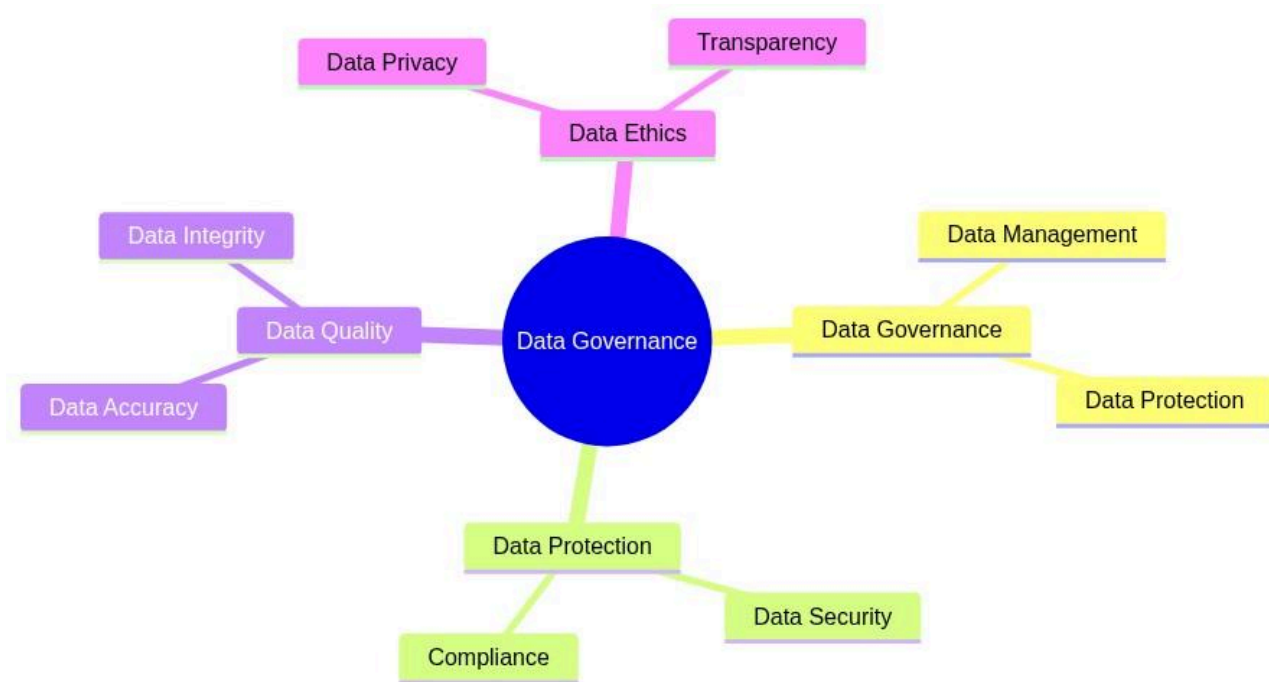 Transparency
Data Privacy
Data Ethics
Data Integrity
Data Management
Data Quality
Data Governance
Data Governance
Data Accuracy
Data Protection
Data Protection
Data Security
Compliance